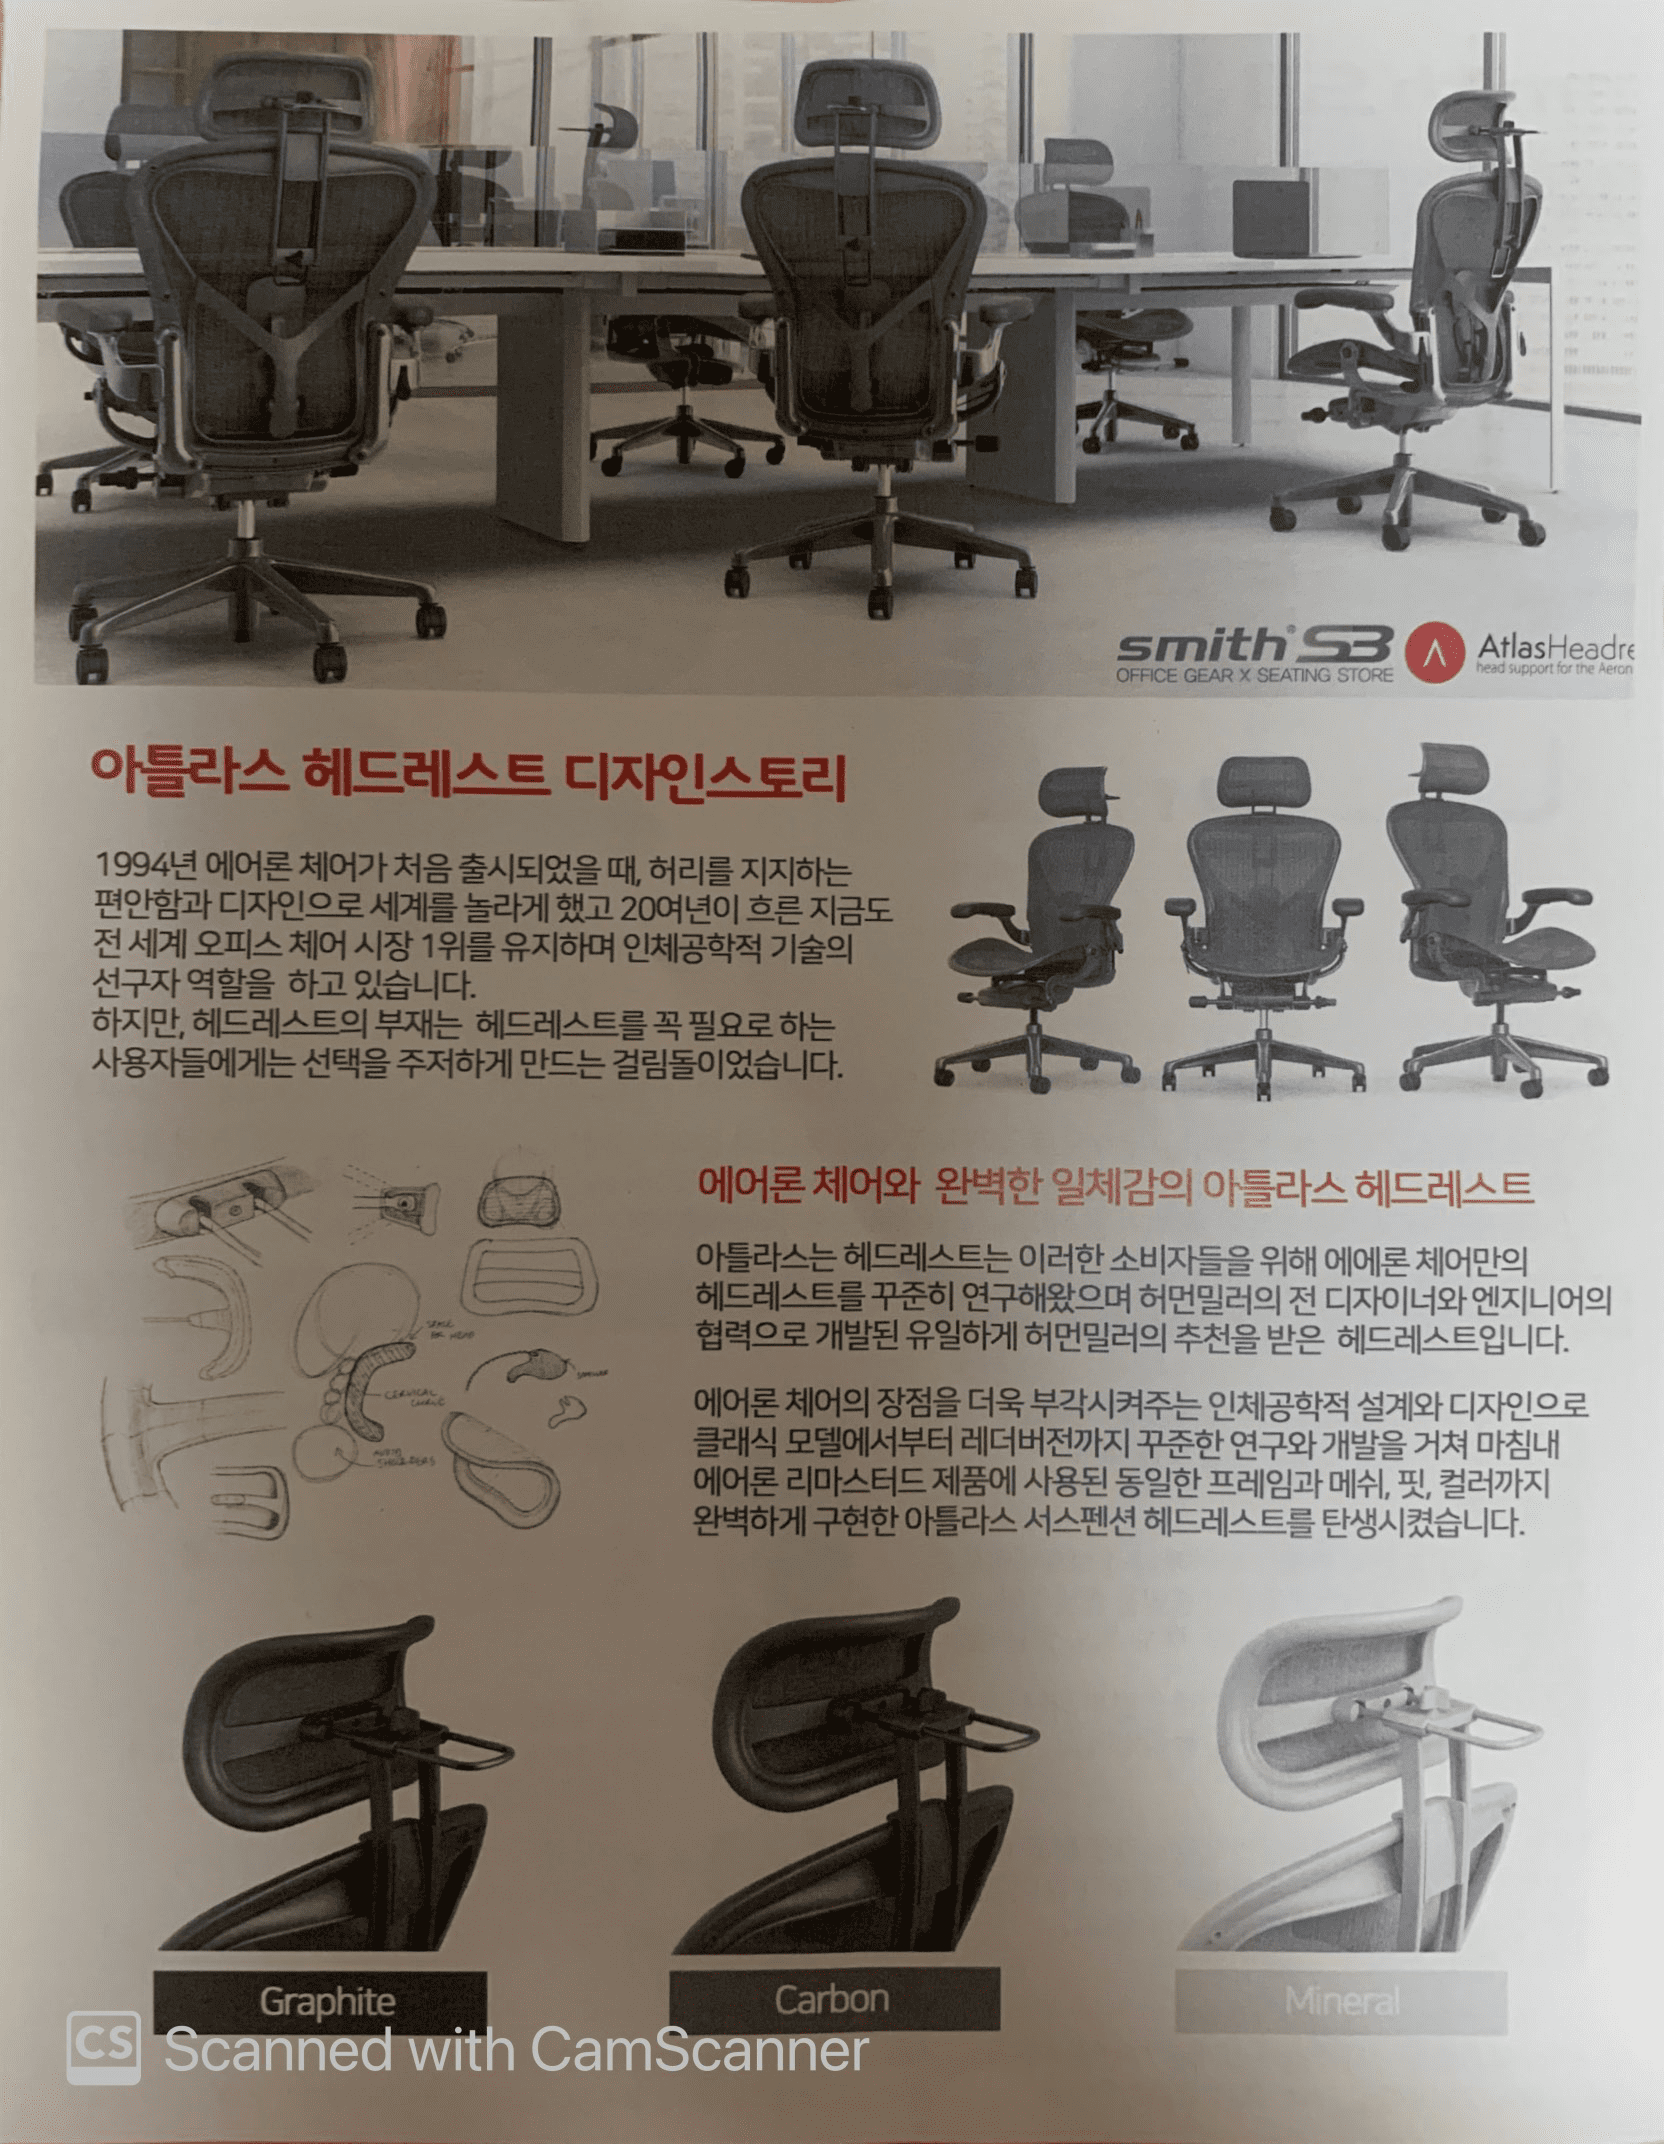 smith® S3
OFFICE GEAR X SEATING STORE
AtlasHeadre
head support for the Aeron
아틀라스 헤드레스트 디자인스토리
1994년 에어론 체어가 처음 출시되었을 때, 허리를 지지하는
편안함과 디자인으로 세계를 놀라게 했고 20여년이 흐른 지금도
전 세계 오피스 체어 시장 1위를 유지하며 인체공학적 기술의
선구자 역할을 하고 있습니다.
하지만, 헤드레스트의 부재는 헤드레스트를 꼭 필요로 하는
사용자들에게는 선택을 주저하게 만드는 걸림돌이었습니다.
에어론 체어와 완벽한 일체감의 아틀라스 헤드레스트
아틀라스는 헤드레스트는 이러한 소비자들을 위해 에에론 체어만의
헤드레스트를 꾸준히 연구해왔으며 허먼밀러의 전 디자이너와 엔지니어의
협력으로 개발된 유일하게 허먼밀러의 추천을 받은 헤드레스트입니다.
에어론 체어의 장점을 더욱 부각시켜주는 인체공학적 설계와 디자인으로
클래식 모델에서부터 레더버전까지 꾸준한 연구와 개발을 거쳐 마침내
에어론 리마스터드 제품에 사용된 동일한 프레임과 메쉬, 핏, 컬러까지
완벽하게 구현한 아틀라스 서스펜션 헤드레스트를 탄생시켰습니다.
CERVICAL
Graphite
Carbon
Mineral
CS Scanned with CamScanner